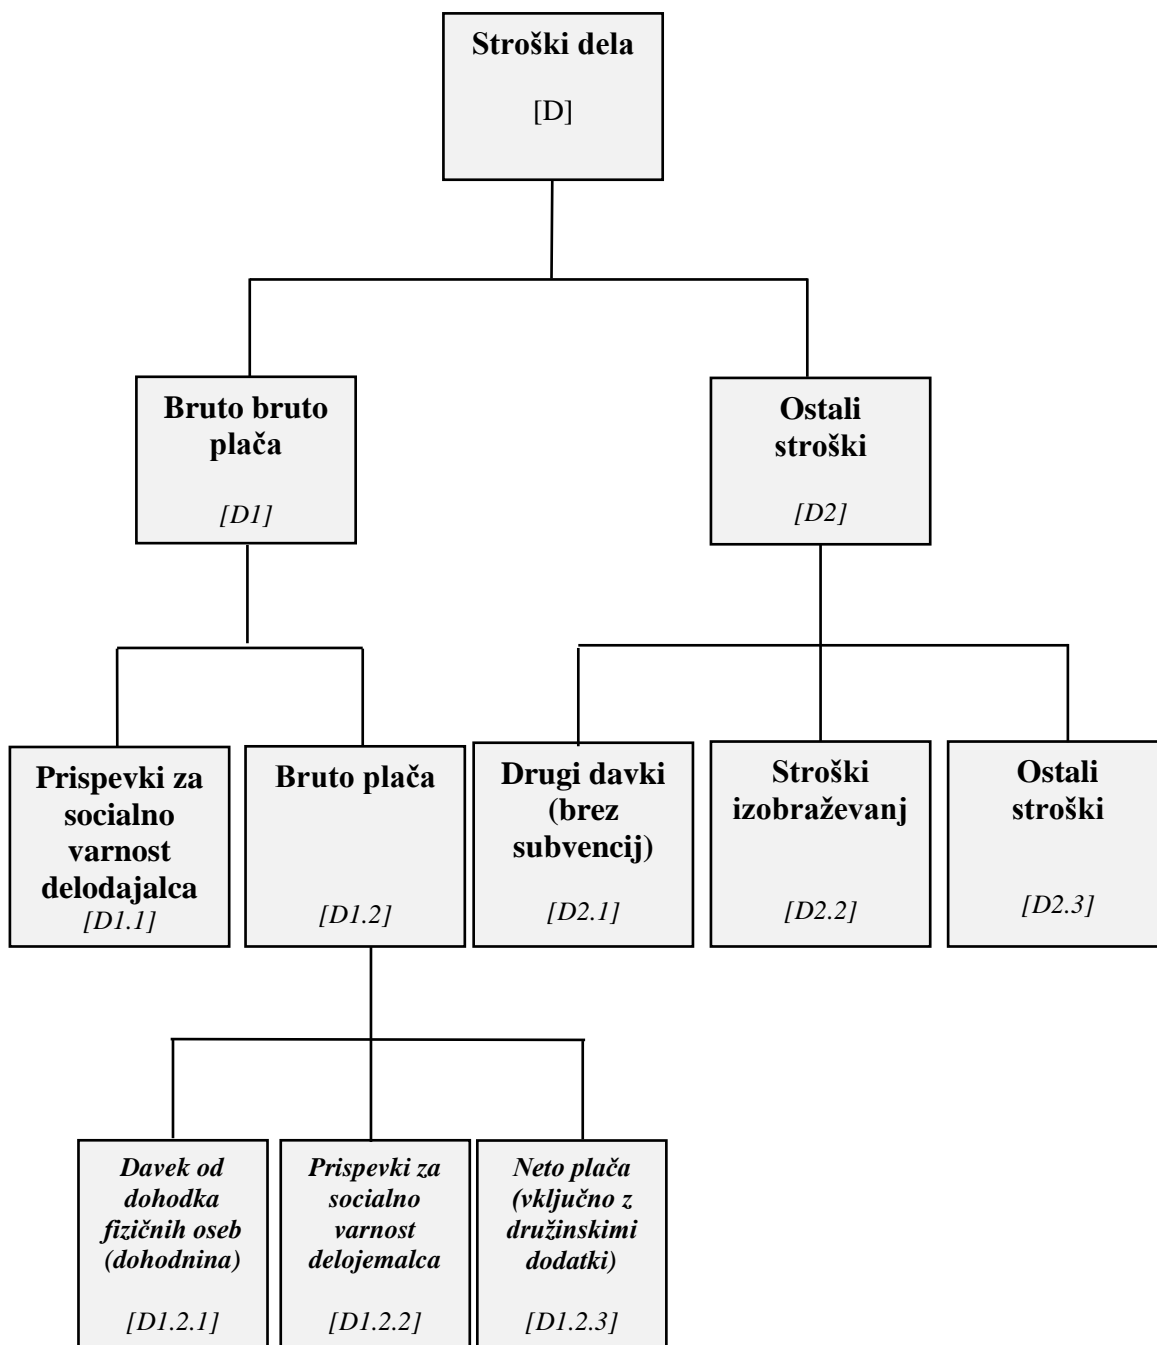 Stroški dela
[D]
Bruto bruto
plača
[D1]
Ostali
stroški
[D2]
Prispevki za
socialno
varnost
delodajalca
[D1.1]
Bruto plača
[D1.2]
Drugi davki
(brez
subvencij)
[D2.1]
Stroški
izobraževanj
[D2.2]
Ostali
stroški
[D2.3]
Davek od
dohodka
fizičnih oseb
(dohodnina)
[D1.2.1]
Prispevki za
socialno
varnost
delojemalca
[D1.2.2]
Neto plača
(vključno z
družinskimi
dodatki)
[D1.2.3]